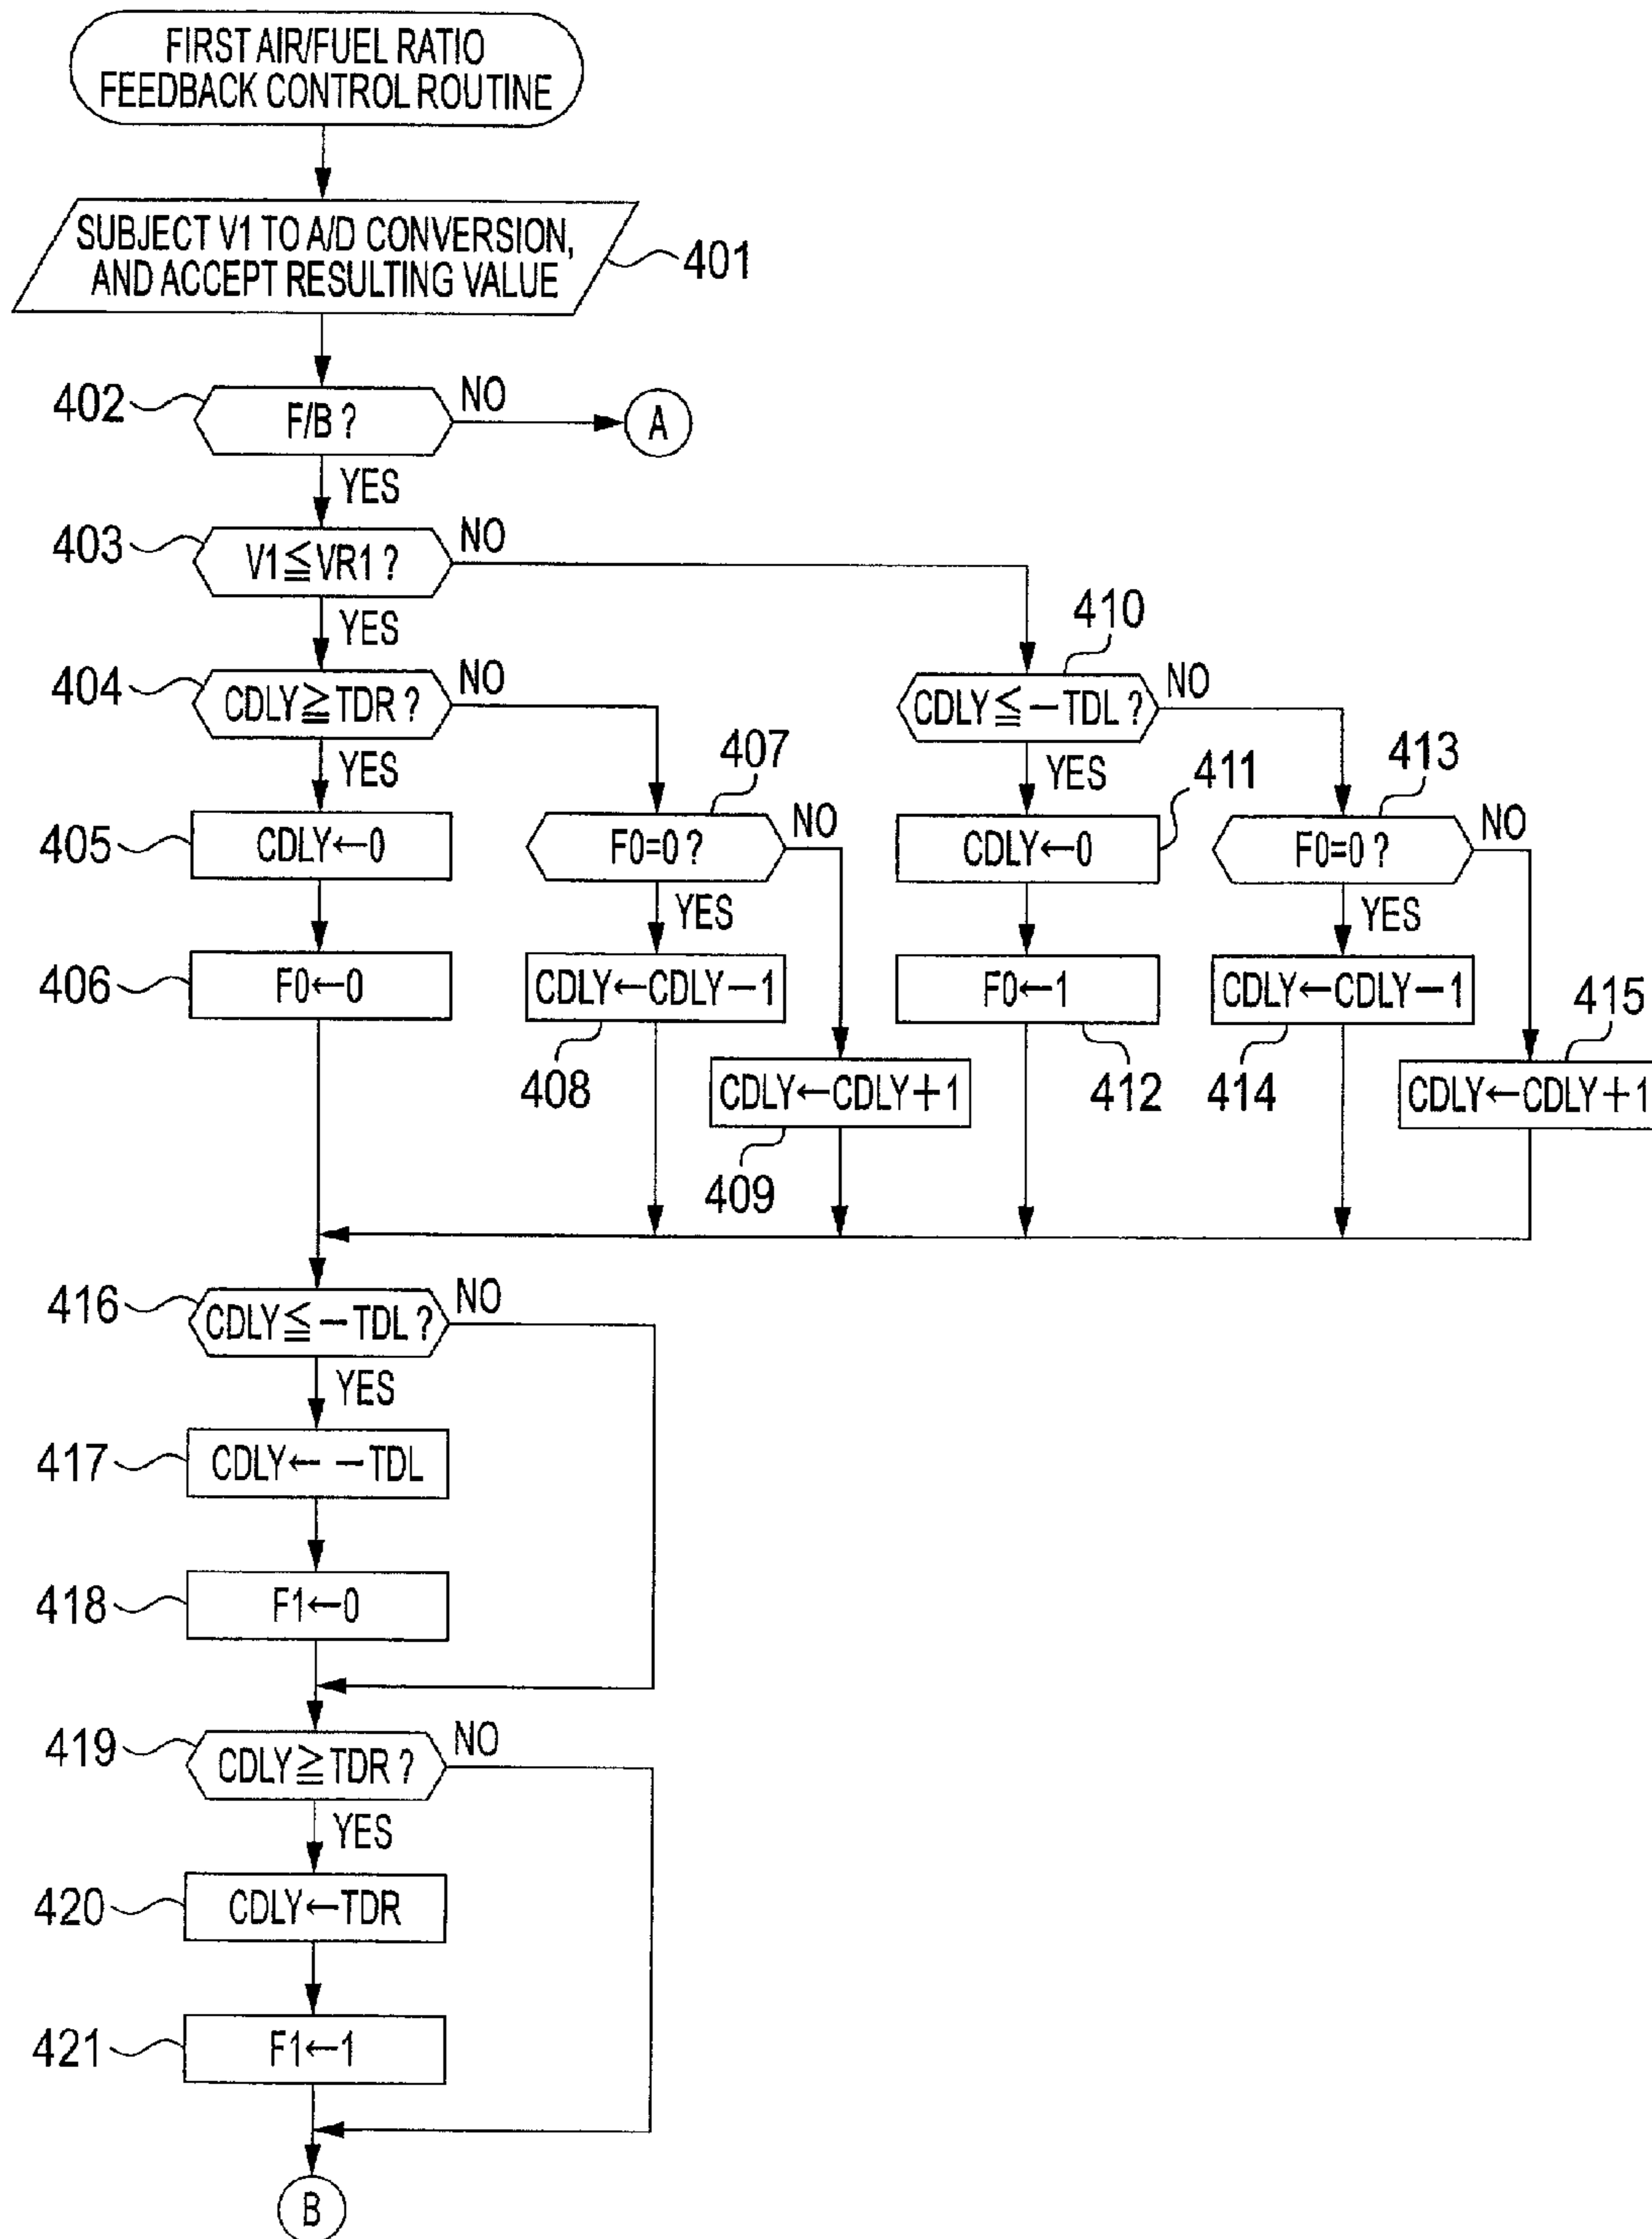 FIRST AIR/FUEL RATIO
FEEDBACK CONTROL ROUTINE
SUBJECT V1 TO A/D CONVERSION,
AND ACCEPT RESULTING VALUE
401
402
F/B ?
NO
A
YES
403
V1≦VR1 ?
NO
YES
404
CDLY≧TDR ?
NO
YES
410
CDLY≦−TDL ?
NO
YES
405
CDLY←0
407
F0=0 ?
NO
YES
411
CDLY←0
413
F0=0 ?
NO
YES
406
F0←0
CDLY←CDLY−1
408
CDLY←CDLY+1
409
F0←1
412
CDLY←CDLY−1
414
415
CDLY←CDLY+1
416
CDLY≦−TDL ?
NO
YES
417
CDLY← −TDL
418
F1←0
419
CDLY≧TDR ?
NO
YES
420
CDLY←TDR
421
F1←1
B